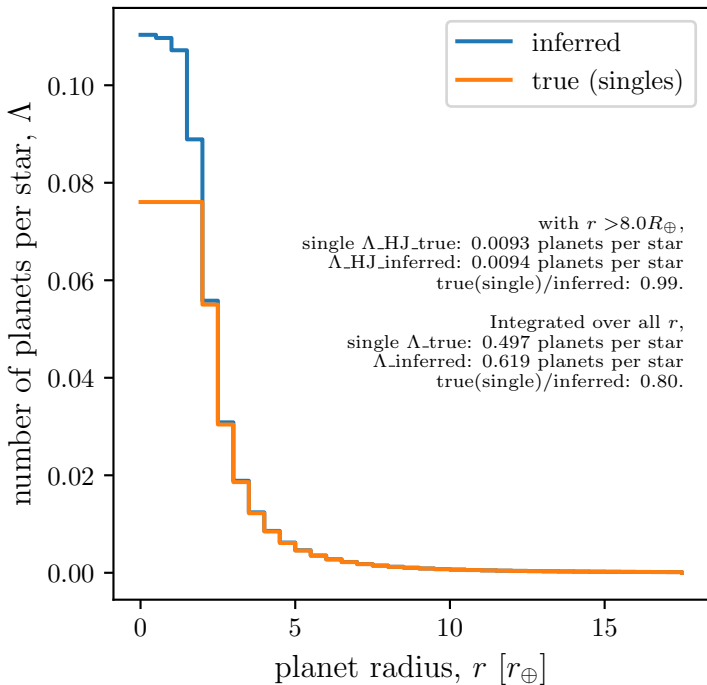 inferred
true (singles)
number of planets per star, Λ
0.10
0.08
0.06
0.04
0.02
0.00
with r >8.0R⊕,
single Λ_HJ_true: 0.0093 planets per star
Λ_HJ_inferred: 0.0094 planets per star
true(single)/inferred: 0.99.
Integrated over all r,
single Λ_true: 0.497 planets per star
Λ_inferred: 0.619 planets per star
true(single)/inferred: 0.80.
0 5 10 15
planet radius, r [r⊕]